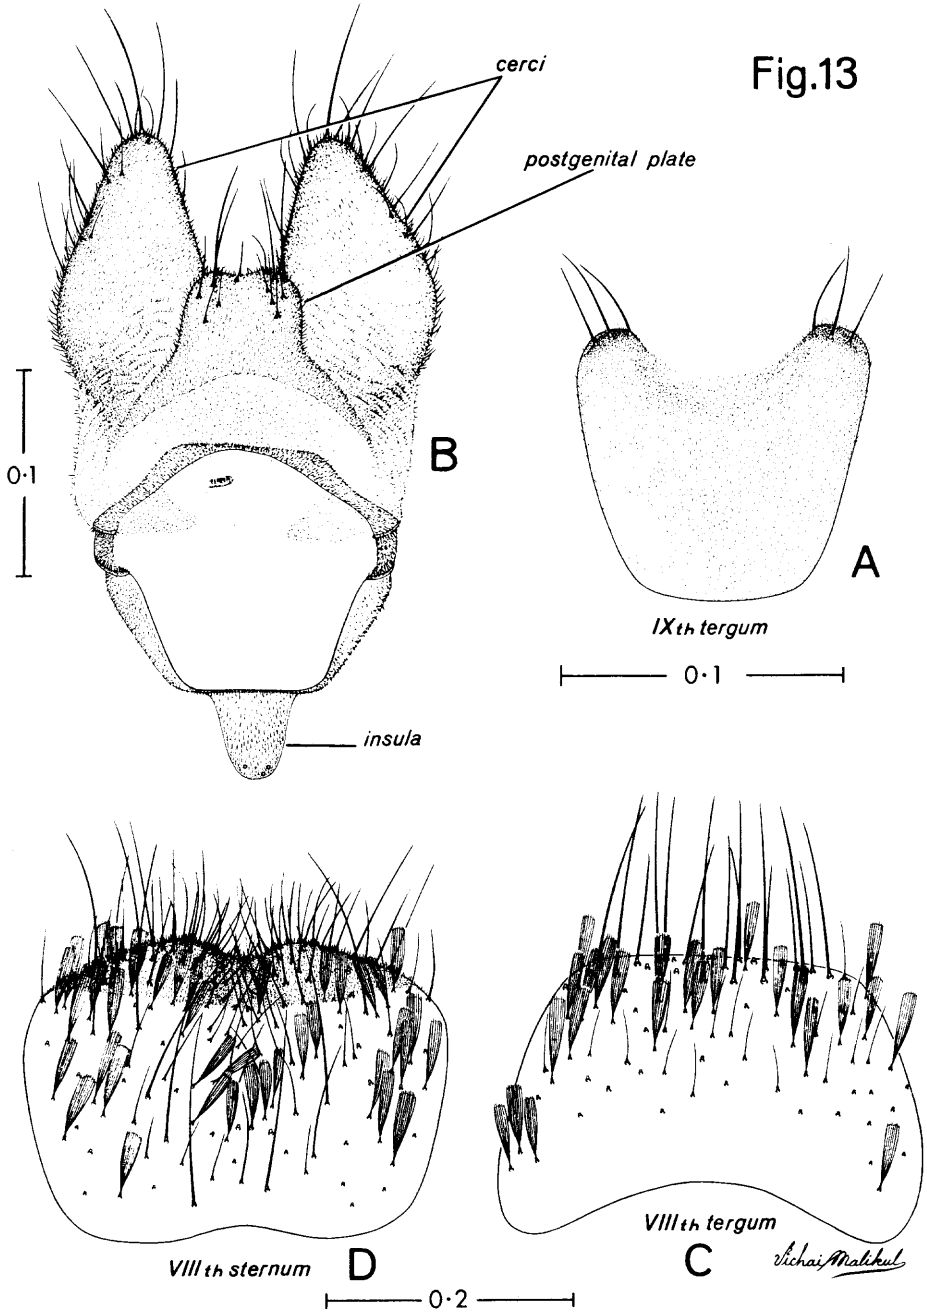 Fig.13
cerci
postgenital plate
B
0·1
A
IXth tergum
0·1
insula
VIIIth tergum
VIIIth sternum
D
C
Vichai Malikul
0·2